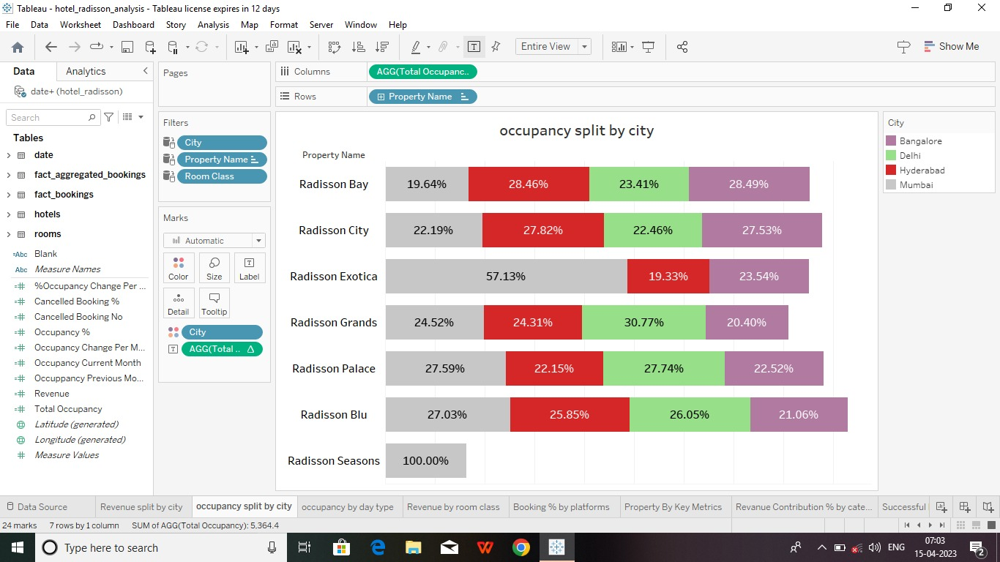 Tableau - hotel_radisson_analysis - Tableau license expires in 12 days
File Data Worksheet Dashboard Story Analysis Map Format Server Window Help
Entire View
Show Me
Data Analytics
date+ (hotel_radisson)
Search
Tables
date
fact_aggregated_bookings
fact_bookings
hotels
rooms
=Abc Blank
Abc Measure Names
%Occupancy Change Per ...
Cancelled Booking %
Cancelled Booking No
Occupancy %
Occupancy Change Per M...
Occupancy Current Month
Occuppancy Previous Mo...
Revenue
Total Occupancy
Latitude (generated)
Longitude (generated)
Measure Values
Pages
Filters
City
Property Name
Room Class
Marks
Automatic
Color Size Label
Detail Tooltip
City
AGG(Total .. Δ
Columns AGG(Total Occupanc..
Rows Property Name
occupancy split by city
Property Name
Radisson Bay 19.64% 28.46% 23.41% 28.49%
Radisson City 22.19% 27.82% 22.46% 27.53%
Radisson Exotica 57.13% 19.33% 23.54%
Radisson Grands 24.52% 24.31% 30.77% 20.40%
Radisson Palace 27.59% 22.15% 27.74% 22.52%
Radisson Blu 27.03% 25.85% 26.05% 21.06%
Radisson Seasons 100.00%
City
Bangalore
Delhi
Hyderabad
Mumbai
Data Source Revenue split by city occupancy split by city occupancy by day type Revenue by room class Booking % by platforms Property By Key Metrics Revanue Contribution % by cate... Successful
24 marks 7 rows by 1 column SUM of AGG(Total Occupancy): 5,364.4
Type here to search
ENG
07:03
15-04-2023
2